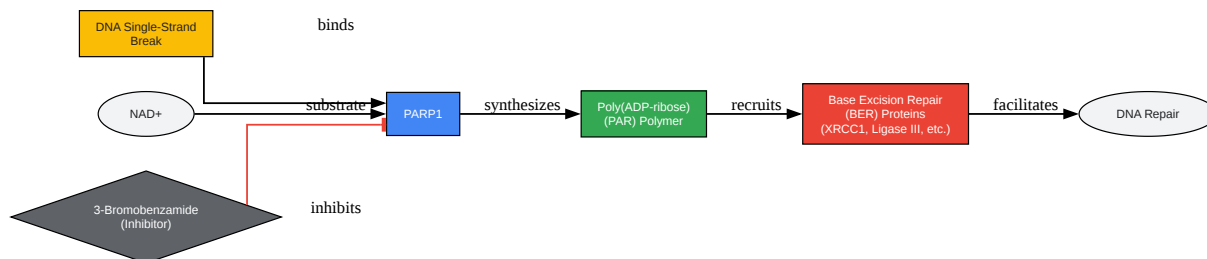 DNA Single-Strand
Break
binds
NAD+
substrate
PARP1
synthesizes
Poly(ADP-ribose)
(PAR) Polymer
recruits
Base Excision Repair
(BER) Proteins
(XRCC1, Ligase III, etc.)
facilitates
DNA Repair
3-Bromobenzamide
(Inhibitor)
inhibits